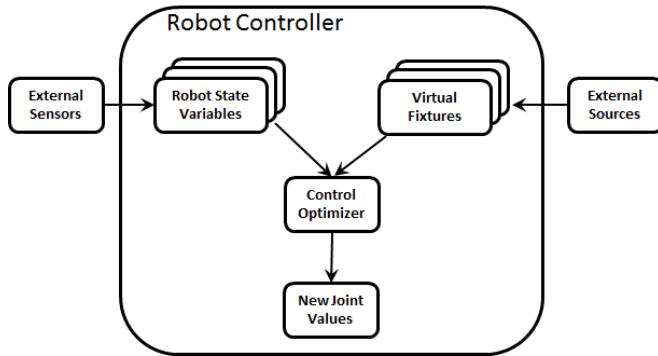 Robot Controller
External
Sensors
Robot State
Variables
Virtual
Fixtures
External
Sources
Control
Optimizer
New Joint
Values